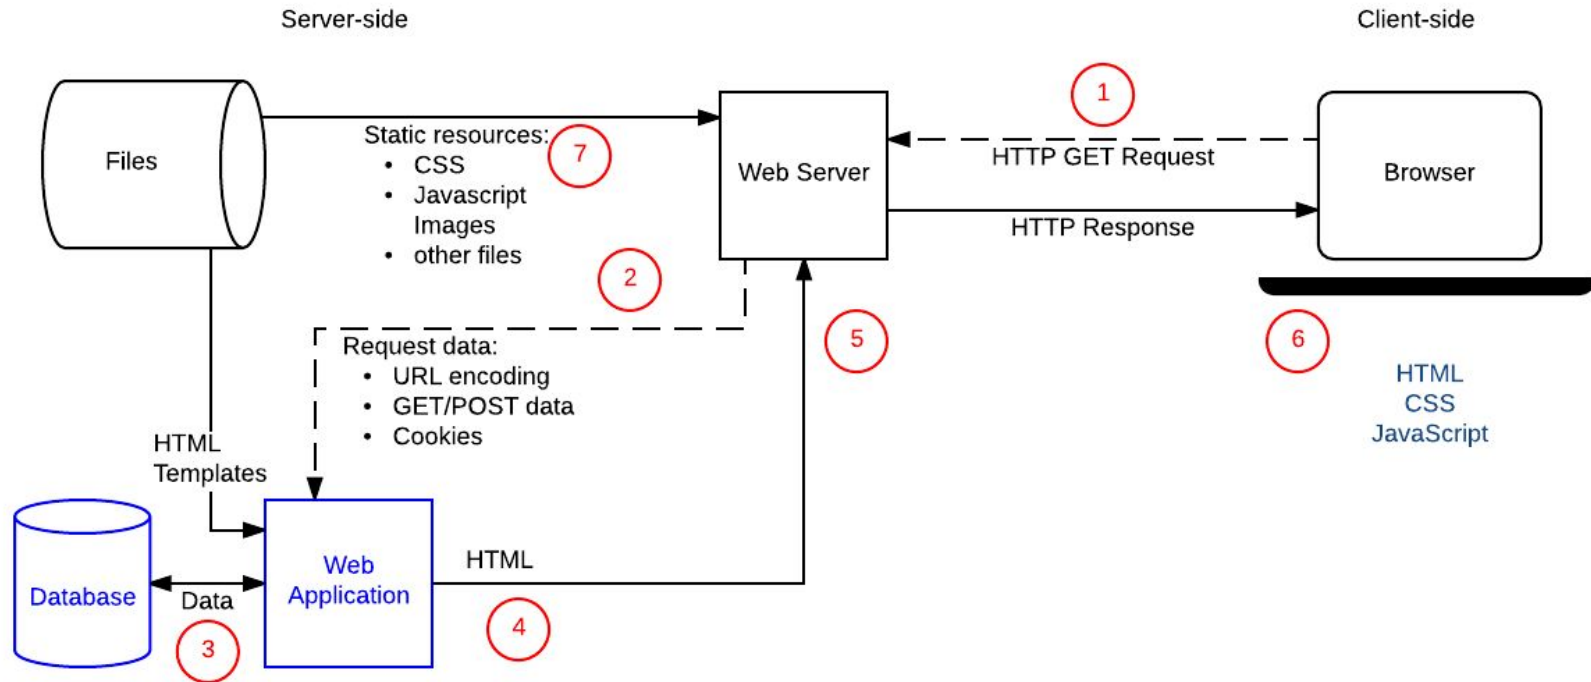 Server-side
Client-side
1
Files
Static resources:
• CSS
• Javascript
Images
• other files
7
Web Server
HTTP GET Request
HTTP Response
Browser
2
Request data:
• URL encoding
• GET/POST data
• Cookies
5
6
HTML
CSS
JavaScript
HTML
Templates
Database
Data
3
Web
Application
HTML
4